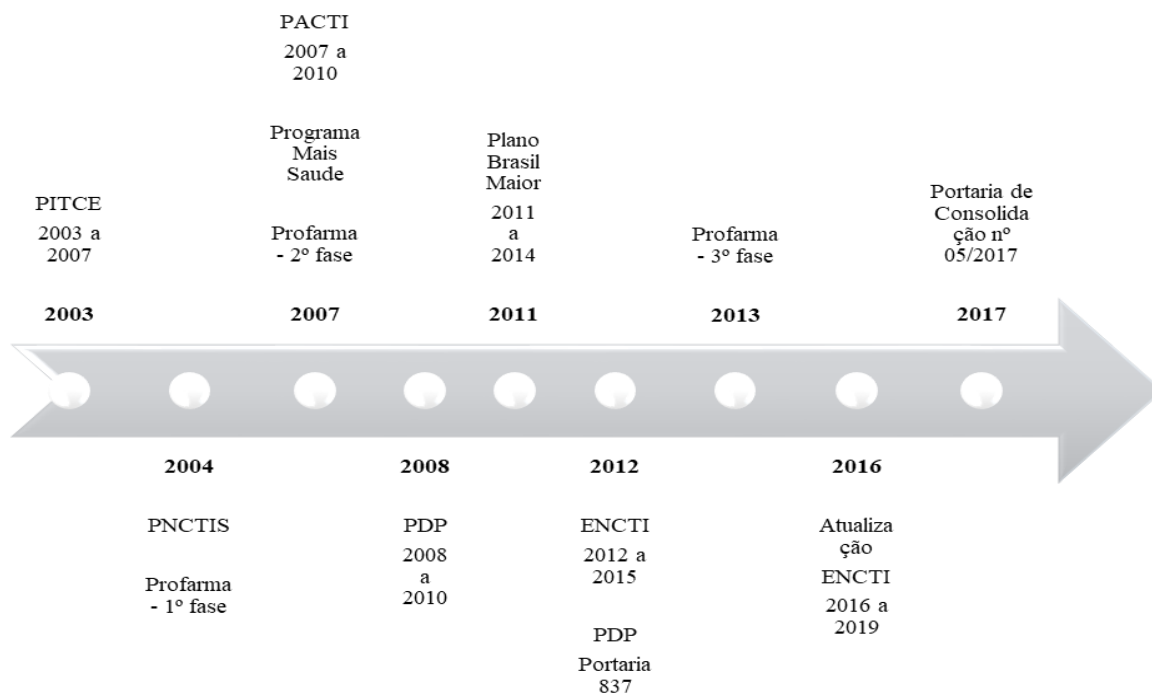 PITCE
2003 a
2007
2003
PNCTIS
Profarma
- 1º fase
2004
PACTI
2007 a
2010
Programa
Mais
Saude
Profarma
- 2º fase
2007
2008
PDP
2008
a
2010
Plano
Brasil
Maior
2011
a
2014
2011
2012
ENCTI
2012 a
2015
PDP
Portaria
837
Profarma
- 3º fase
2013
2016
Atualiza
ção
ENCTI
2016 a
2019
Portaria de
Consolida
ção nº
05/2017
2017